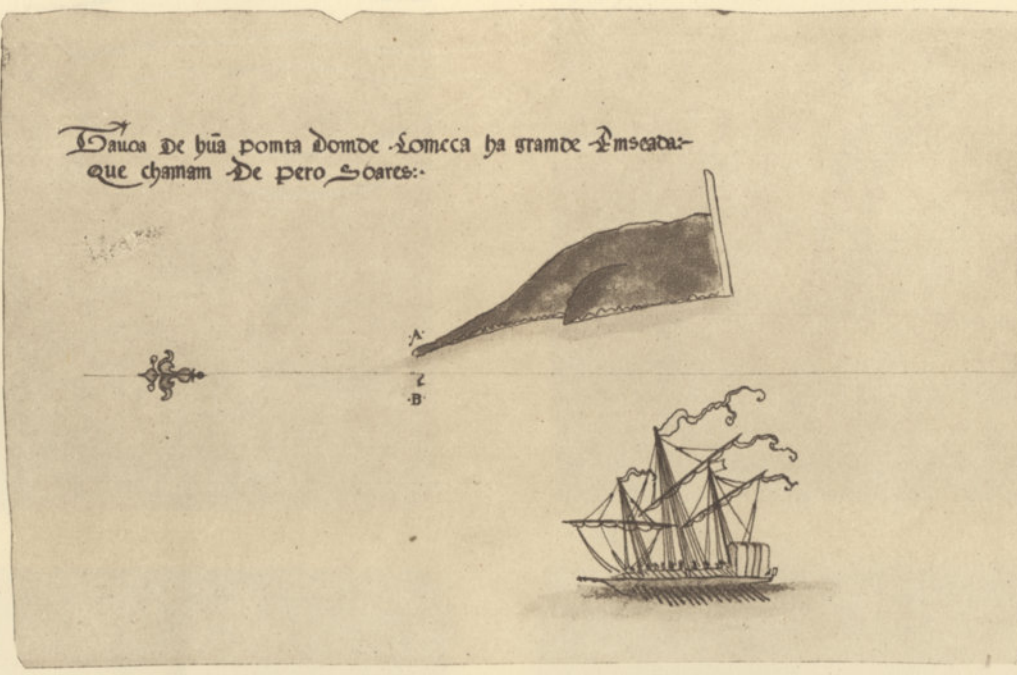 Tauoa De hũa pomta Domde Comeca ha gramde Emseada:-
que chamam De pero Soares:·
·A·
·B·